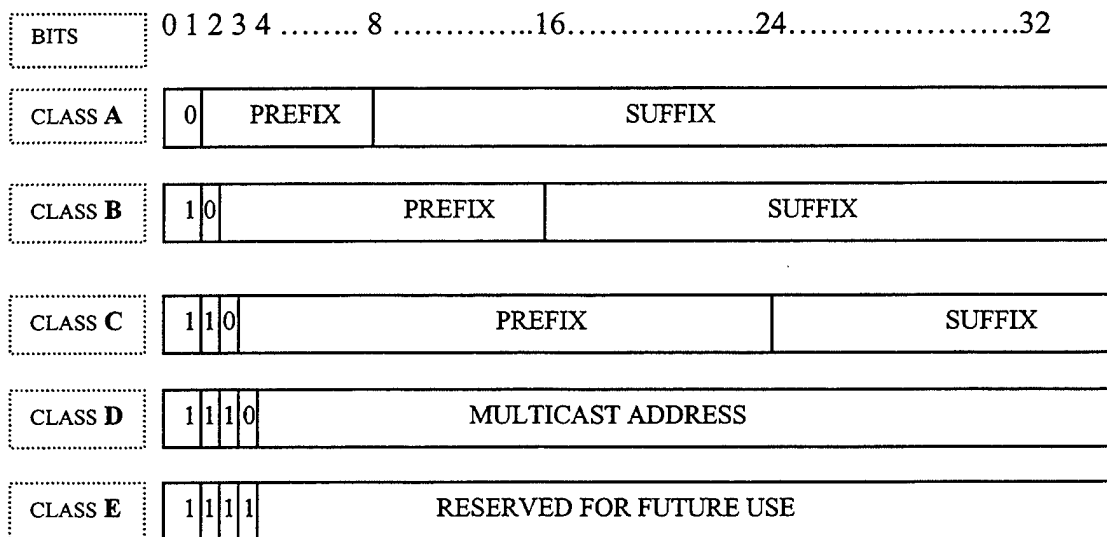 BITS 0 1 2 3 4 ........ 8 ..............16....................24.......................32
CLASS A 0 PREFIX SUFFIX
CLASS B 1 0 PREFIX SUFFIX
CLASS C 1 1 0 PREFIX SUFFIX
CLASS D 1 1 1 0 MULTICAST ADDRESS
CLASS E 1 1 1 1 RESERVED FOR FUTURE USE